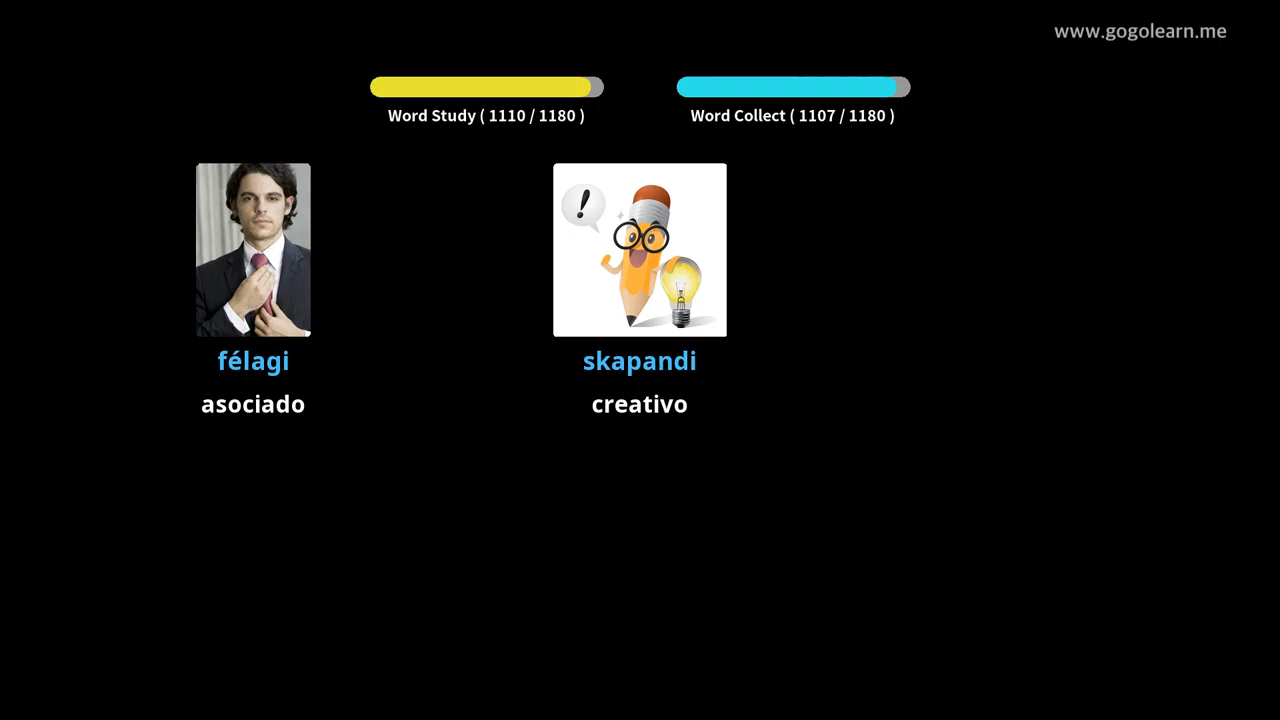 www.gogolearn.me
Word Study ( 1110 / 1180 )
Word Collect ( 1107 / 1180 )
!
félagi
skapandi
asociado
creativo